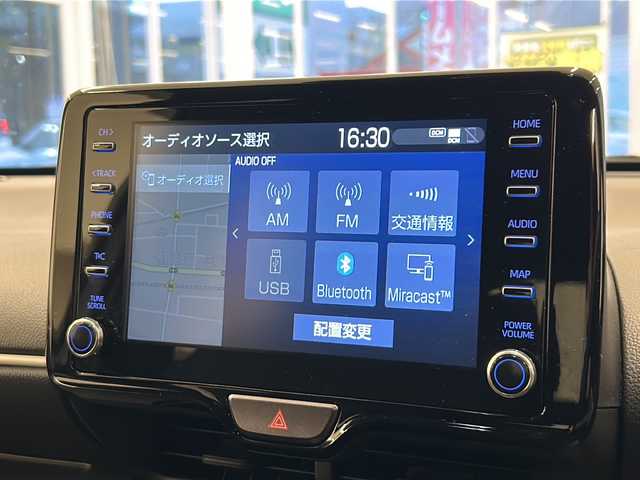 オーディオソース選択 16:30 DCM DCM
AUDIO OFF
オーディオ選択
AM FM 交通情報
USB Bluetooth Miracast™
配置変更
CH>
<TRACK
PHONE
T•C
TUNE
SCROLL
HOME
MENU
AUDIO
MAP
POWER
VOLUME